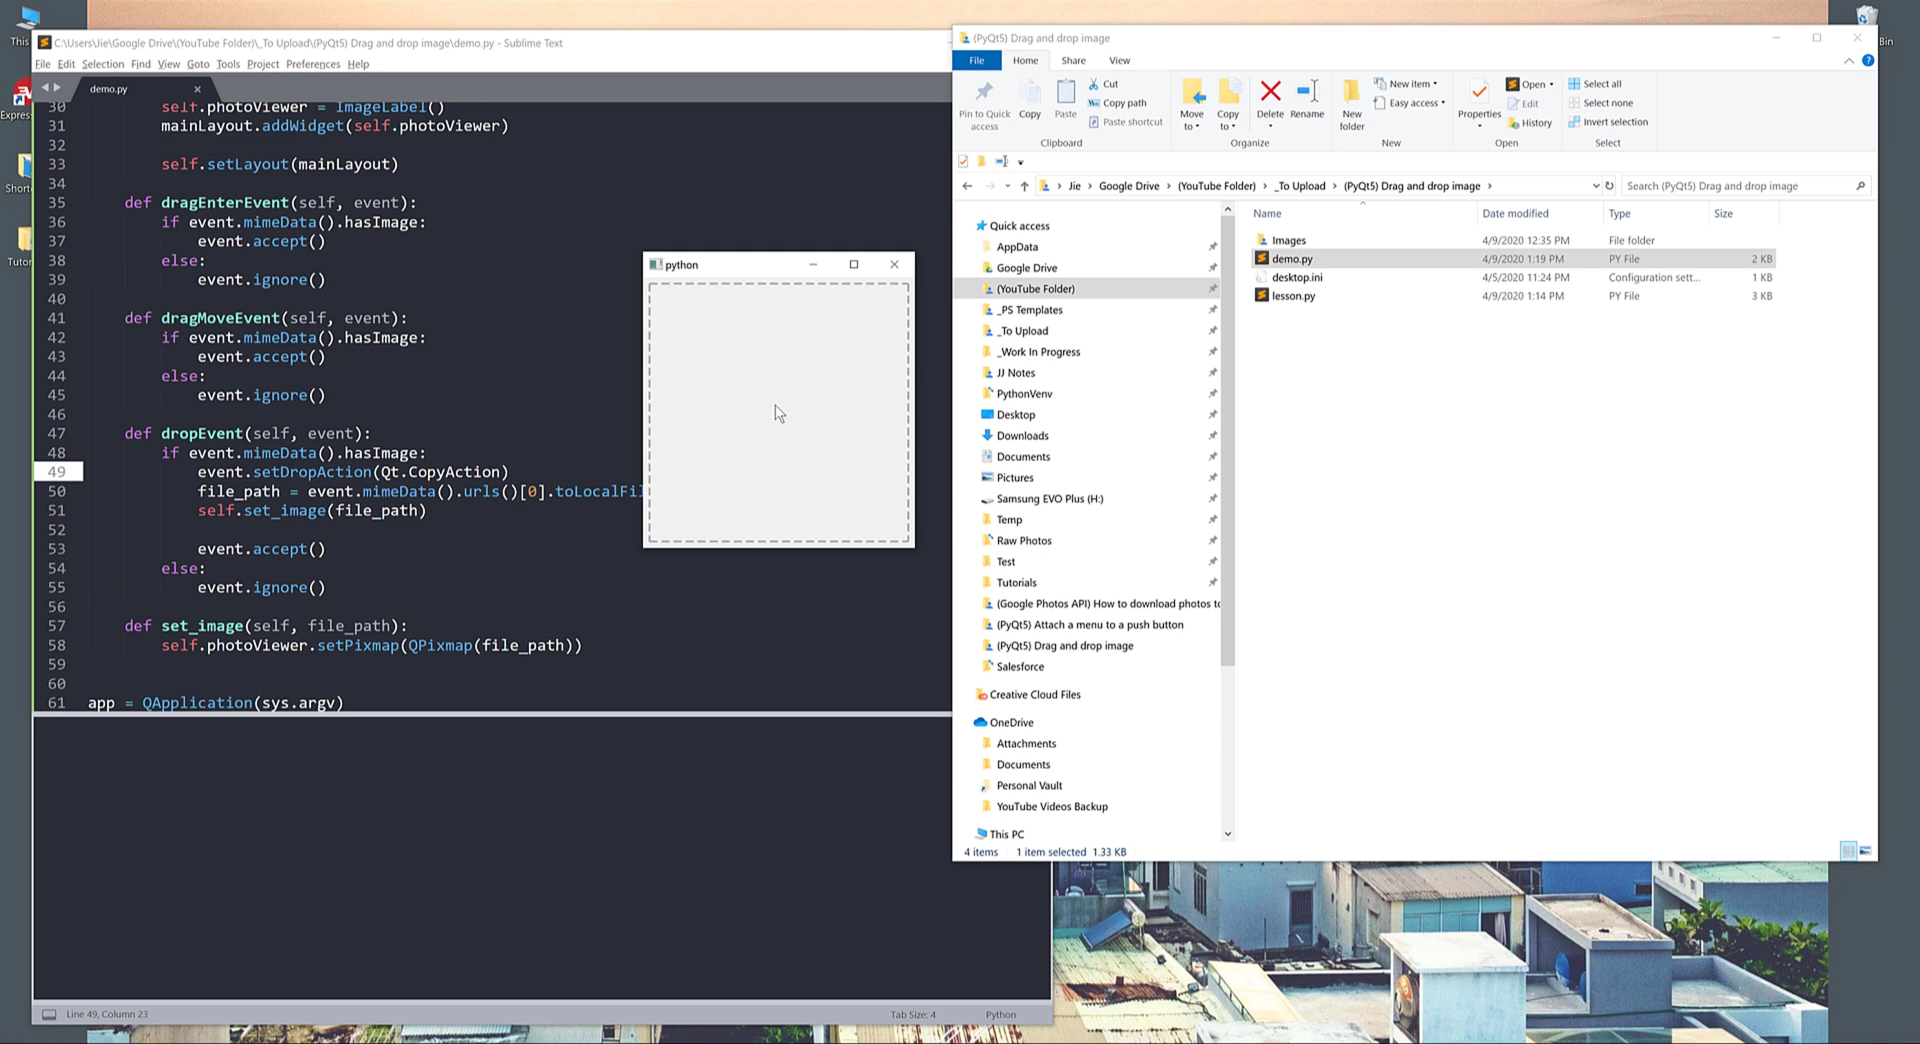 This
Expres
Short
Tutor
Bin
C:\Users\Jie\Google Drive\(YouTube Folder)\_To Upload\(PyQt5) Drag and drop image\demo.py - Sublime Text
File Edit Selection Find View Goto Tools Project Preferences Help
demo.py
30 self.photoViewer = ImageLabel()
31 mainLayout.addWidget(self.photoViewer)
32
33 self.setLayout(mainLayout)
34
35 def dragEnterEvent(self, event):
36 if event.mimeData().hasImage:
37 event.accept()
38 else:
39 event.ignore()
40
41 def dragMoveEvent(self, event):
42 if event.mimeData().hasImage:
43 event.accept()
44 else:
45 event.ignore()
46
47 def dropEvent(self, event):
48 if event.mimeData().hasImage:
49 event.setDropAction(Qt.CopyAction)
50 file_path = event.mimeData().urls()[0].toLocalFil
51 self.set_image(file_path)
52
53 event.accept()
54 else:
55 event.ignore()
56
57 def set_image(self, file_path):
58 self.photoViewer.setPixmap(QPixmap(file_path))
59
60
61 app = QApplication(sys.argv)
Line 49, Column 23 Tab Size: 4 Python
python
(PyQt5) Drag and drop image
File Home Share View
Pin to Quick access
Copy
Paste
Cut
Copy path
Paste shortcut
Clipboard
Move to
Copy to
Delete
Rename
Organize
New folder
New item
Easy access
New
Properties
Open
Edit
History
Open
Select all
Select none
Invert selection
Select
Jie > Google Drive > (YouTube Folder) > _To Upload > (PyQt5) Drag and drop image >
Search (PyQt5) Drag and drop image
Quick access
AppData
Google Drive
(YouTube Folder)
_PS Templates
_To Upload
_Work In Progress
JJ Notes
PythonVenv
Desktop
Downloads
Documents
Pictures
Samsung EVO Plus (H:)
Temp
Raw Photos
Test
Tutorials
(Google Photos API) How to download photos to
(PyQt5) Attach a menu to a push button
(PyQt5) Drag and drop image
Salesforce
Creative Cloud Files
OneDrive
Attachments
Documents
Personal Vault
YouTube Videos Backup
This PC
Name Date modified Type Size
Images 4/9/2020 12:35 PM File folder
demo.py 4/9/2020 1:19 PM PY File 2 KB
desktop.ini 4/5/2020 11:24 PM Configuration sett... 1 KB
lesson.py 4/9/2020 1:14 PM PY File 3 KB
4 items 1 item selected 1.33 KB